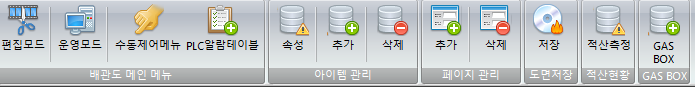 편집모드 운영모드 수동제어메뉴 PLC알람테이블
배관도 메인 메뉴
속성 추가 삭제
아이템 관리
추가 삭제
페이지 관리
저장
도면저장
적산측정
적산현황
GAS
BOX
GAS BOX